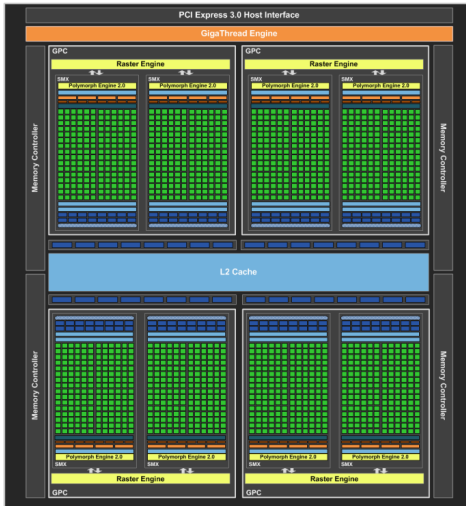 PCI Express 3.0 Host Interface
GigaThread Engine
GPC
GPC
Raster Engine
Raster Engine
SMX
SMX
SMX
SMX
Polymorph Engine 2.0
Polymorph Engine 2.0
Polymorph Engine 2.0
Polymorph Engine 2.0
Memory Controller
Memory Controller
L2 Cache
Memory Controller
Memory Controller
Polymorph Engine 2.0
Polymorph Engine 2.0
Polymorph Engine 2.0
Polymorph Engine 2.0
SMX
SMX
SMX
SMX
Raster Engine
Raster Engine
GPC
GPC